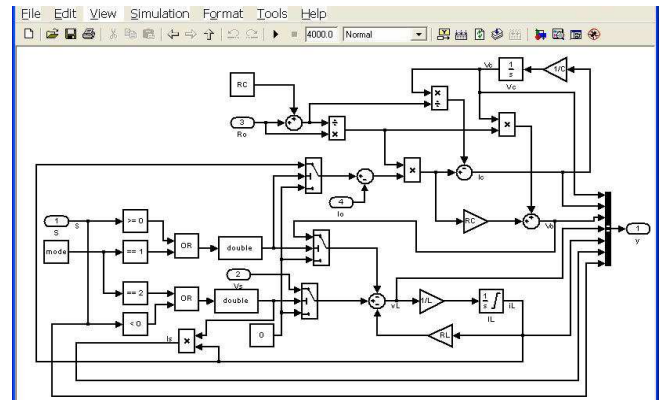 File Edit View Simulation Format Tools Help
4000.0 Normal
RC
3
Ro
Vc
1
s
Vc
1/C
4
Io
Ic
RC
Vo
1
y
1
S
S
>= 0
mode
== 1
OR
double
2
Vs
== 2
OR
double
< 0
Is
0
vL
1/L
1
s
iL
IL
RL